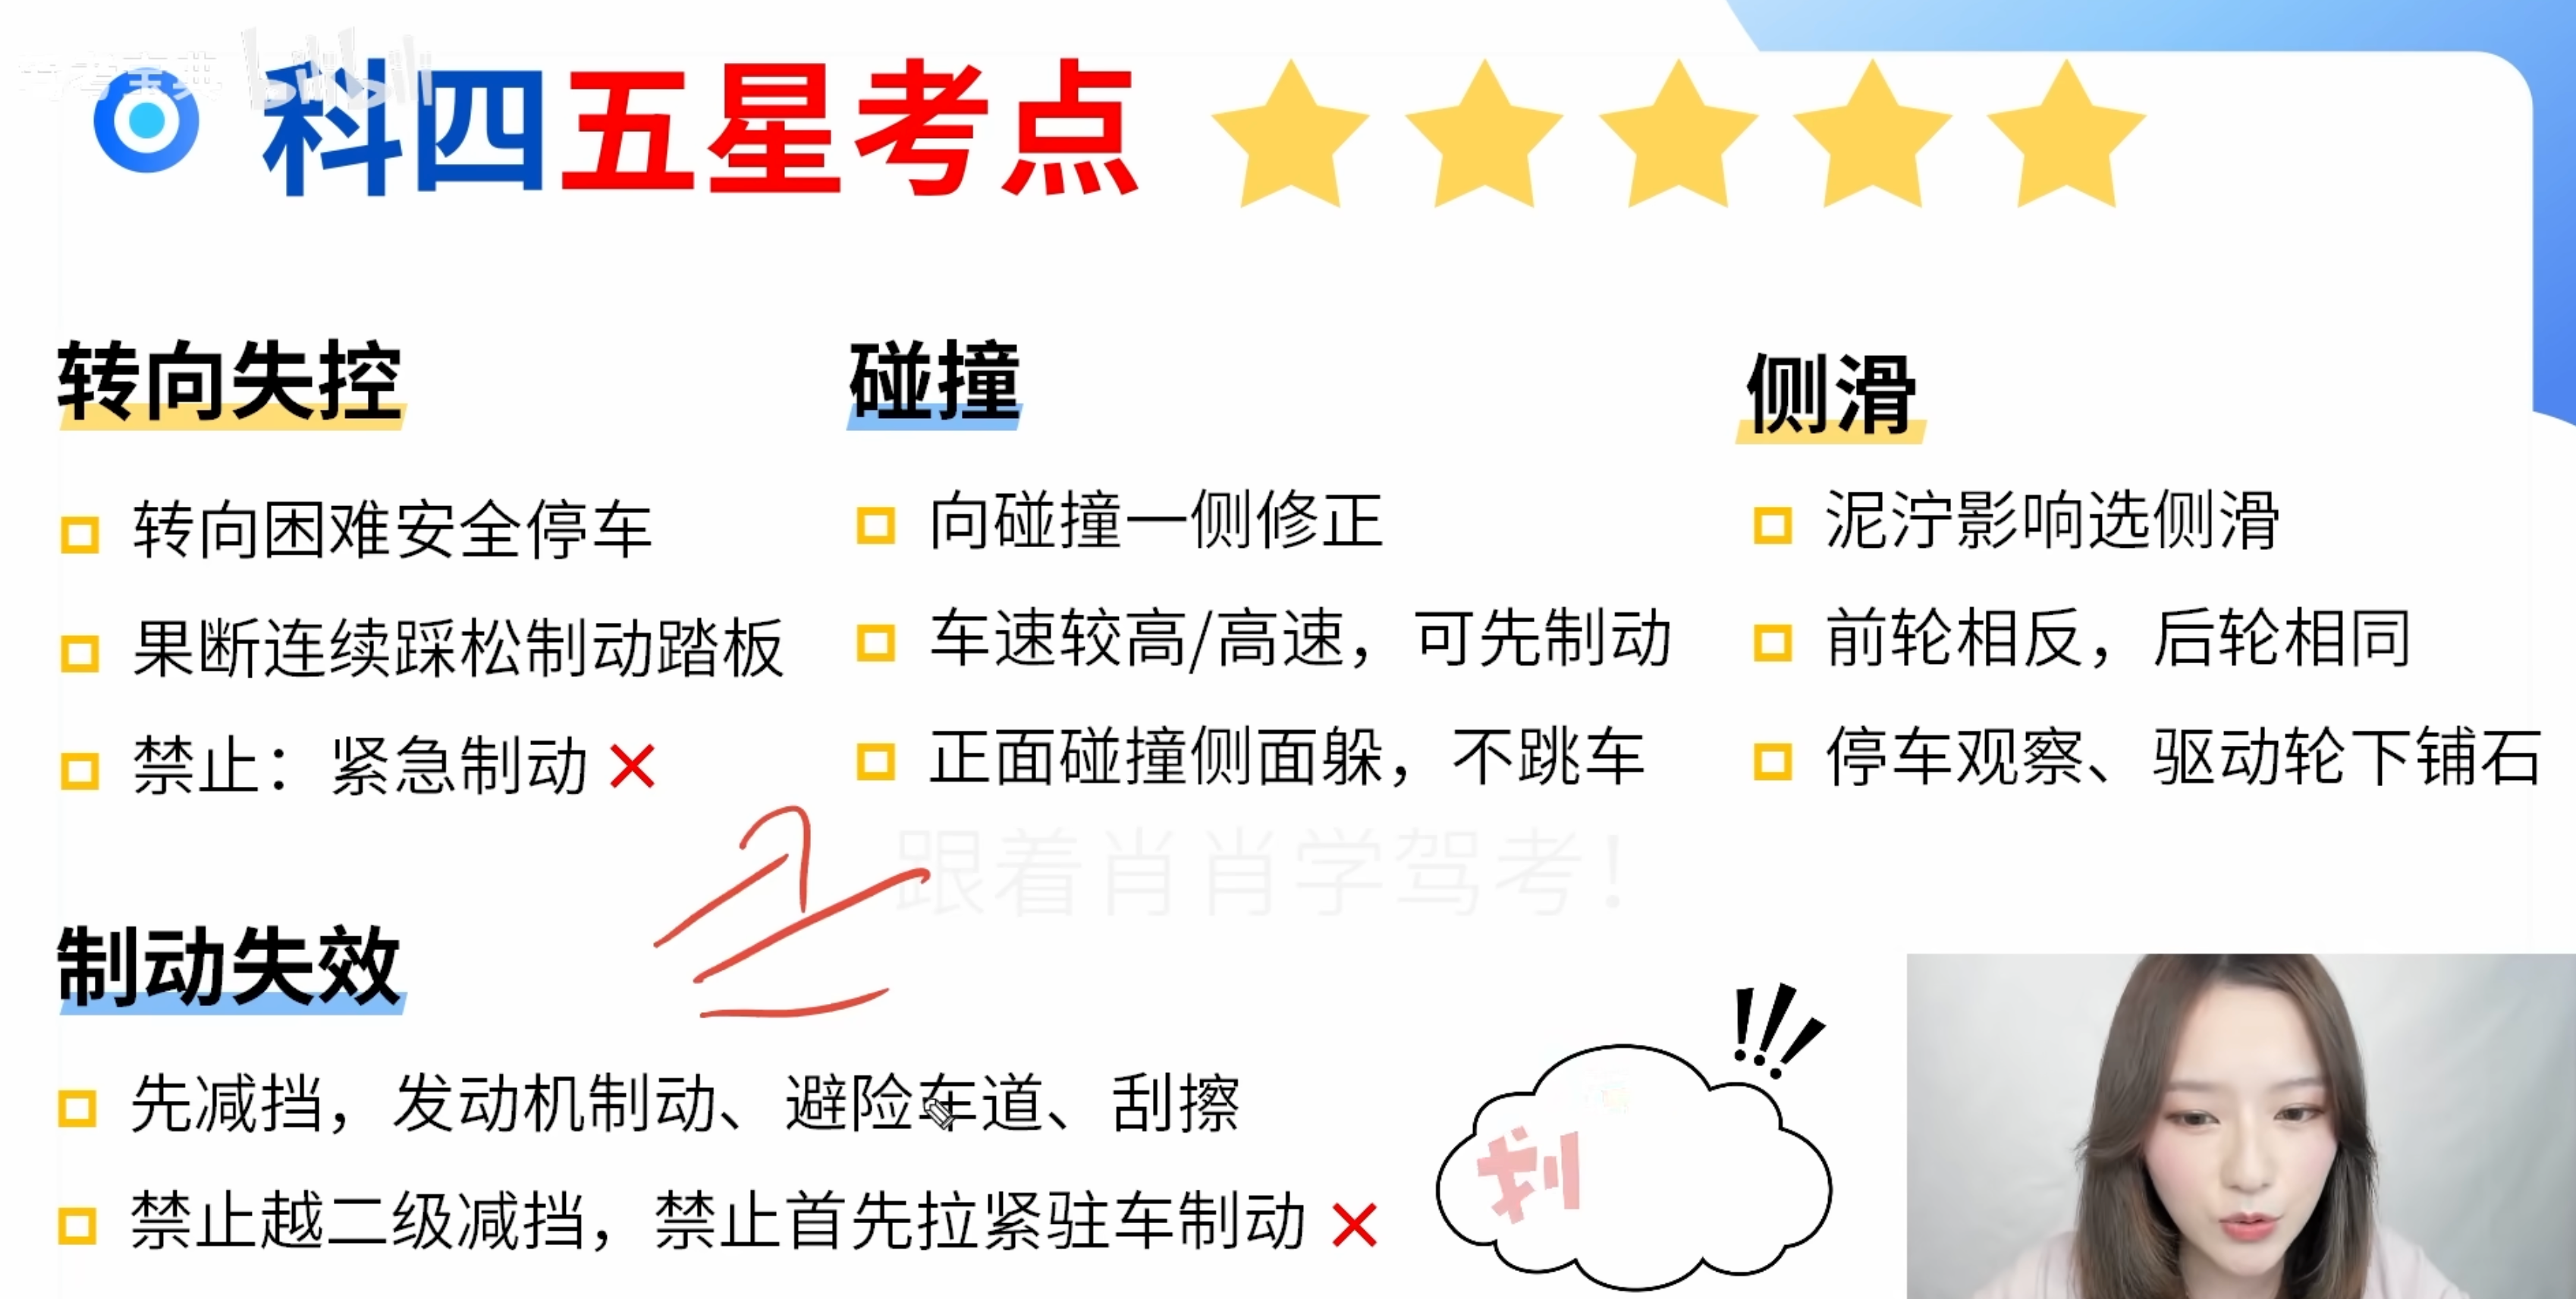 驾考宝典 bilibili
科四五星考点
转向失控
转向困难安全停车
果断连续踩松制动踏板
禁止：紧急制动 ×
碰撞
向碰撞一侧修正
车速较高/高速，可先制动
正面碰撞侧面躲，不跳车
侧滑
泥泞影响选侧滑
前轮相反，后轮相同
停车观察、驱动轮下铺石
跟着肖肖学驾考！
制动失效
先减挡，发动机制动、避险车道、刮擦
禁止越二级减挡，禁止首先拉紧驻车制动 ×
!!!